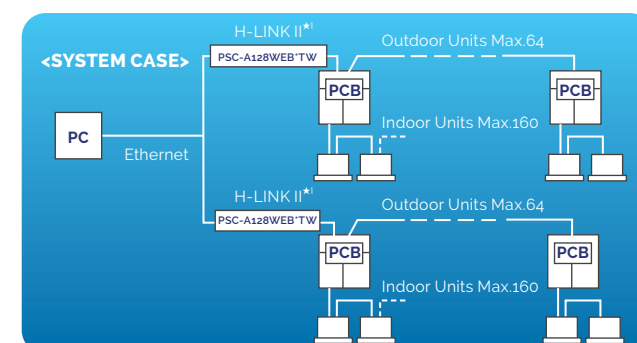 H-LINK II★1
<SYSTEM CASE>
PSC-A128WEB*TW
Outdoor Units Max.64
PCB
PCB
PC
Ethernet
Indoor Units Max.160
H-LINK II★1
PSC-A128WEB*TW
Outdoor Units Max.64
PCB
PCB
Indoor Units Max.160